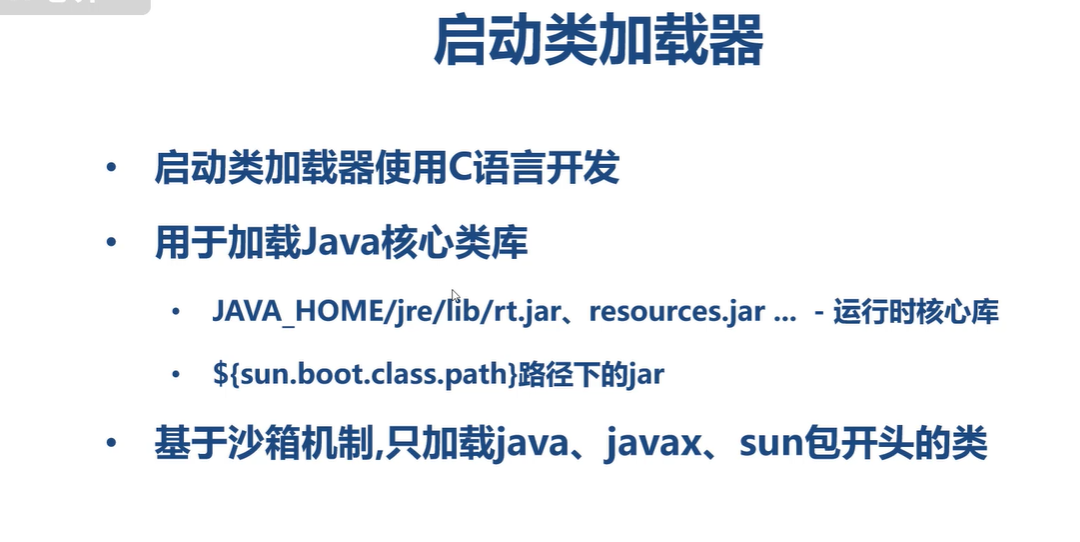 启动类加载器
• 启动类加载器使用C语言开发
• 用于加载Java核心类库
• JAVA_HOME/jre/lib/rt.jar、resources.jar ... - 运行时核心库
• ${sun.boot.class.path}路径下的jar
• 基于沙箱机制,只加载java、javax、sun包开头的类